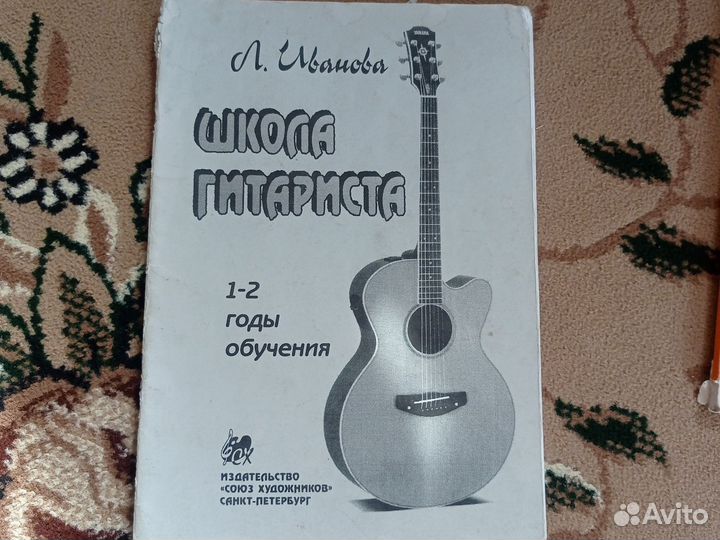 Л. Иванова
YAMAHA
ШКОЛА
ГИТАРИСТА
1-2
годы
обучения
ИЗДАТЕЛЬСТВО
«СОЮЗ ХУДОЖНИКОВ»
САНКТ-ПЕТЕРБУРГ
Avito